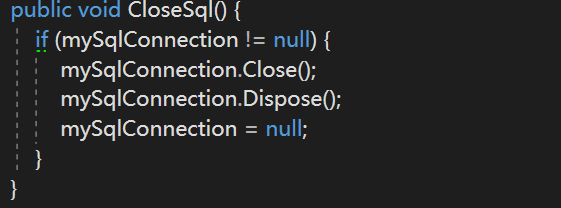 public void CloseSql() {
if (mySqlConnection != null) {
mySqlConnection.Close();
mySqlConnection.Dispose();
mySqlConnection = null;
}
}